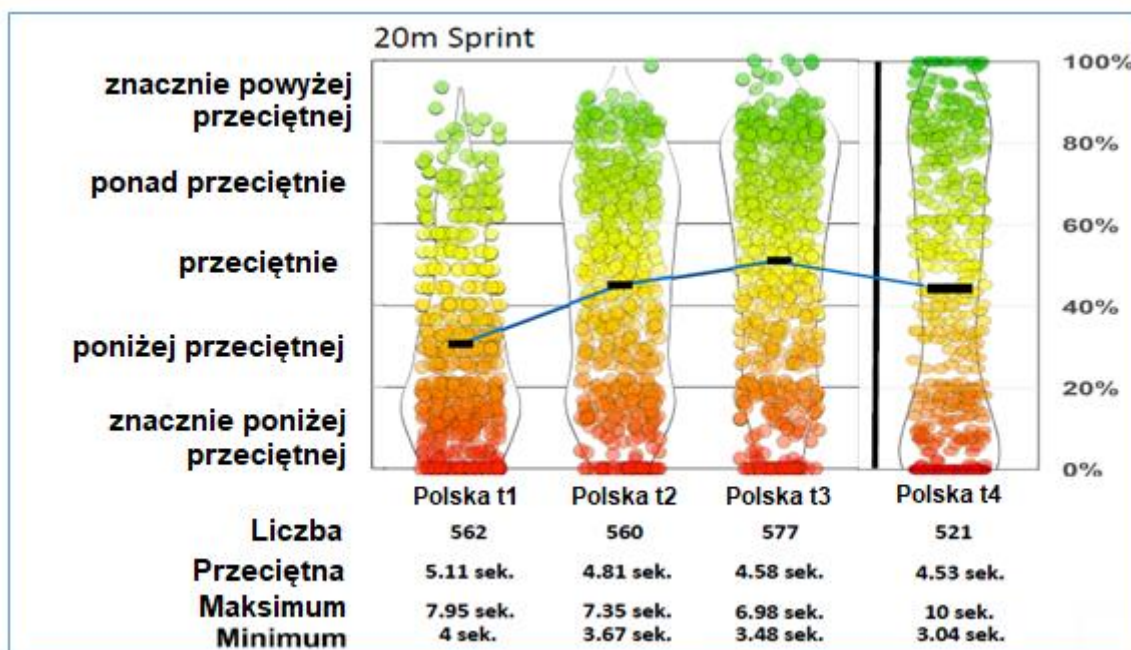 20m Sprint
znacznie powyżej
przeciętnej
ponad przeciętnie
przeciętnie
poniżej przeciętnej
znacznie poniżej
przeciętnej
100%
80%
60%
40%
20%
0%
Polska t1 Polska t2 Polska t3 Polska t4
Liczba 562 560 577 521
Przeciętna 5.11 sek. 4.81 sek. 4.58 sek. 4.53 sek.
Maksimum 7.95 sek. 7.35 sek. 6.98 sek. 10 sek.
Minimum 4 sek. 3.67 sek. 3.48 sek. 3.04 sek.